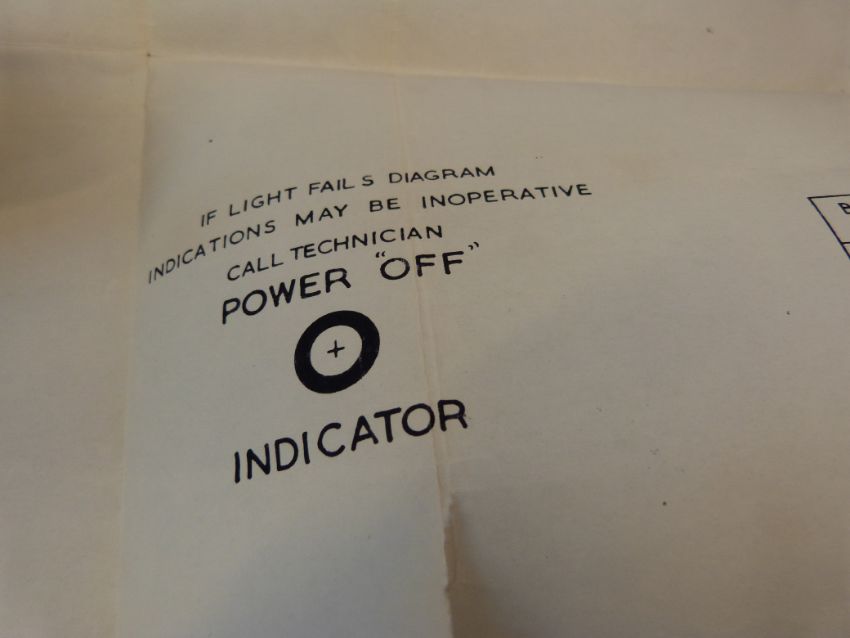 IF LIGHT FAILS DIAGRAM
INDICATIONS MAY BE INOPERATIVE
CALL TECHNICIAN
POWER "OFF"
INDICATOR